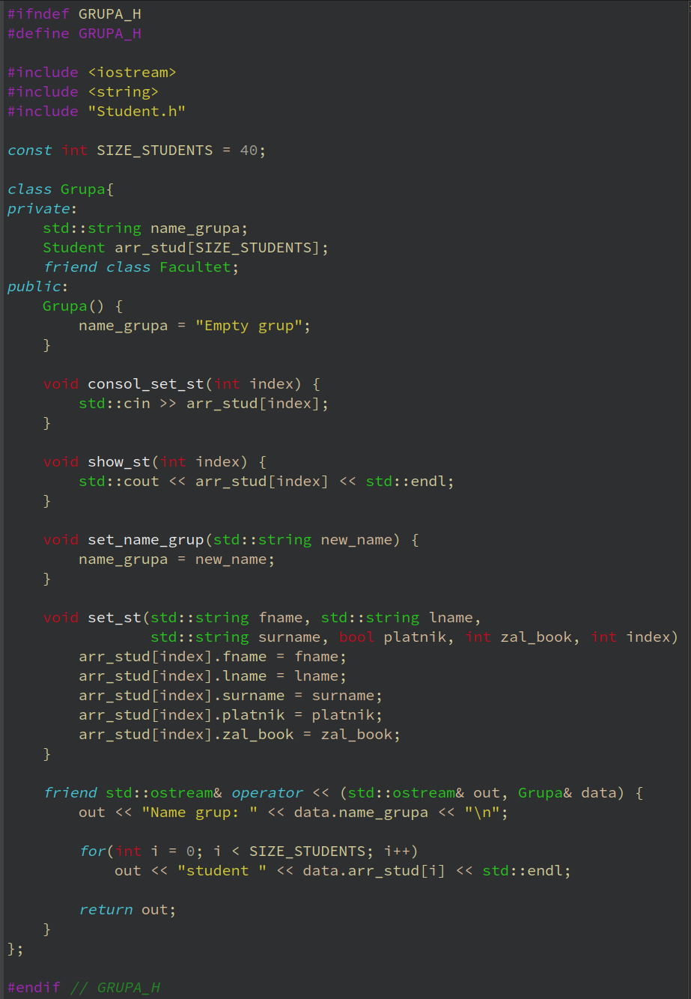 #ifndef GRUPA_H
#define GRUPA_H

#include <iostream>
#include <string>
#include "Student.h"

const int SIZE_STUDENTS = 40;

class Grupa{
private:
    std::string name_grupa;
    Student arr_stud[SIZE_STUDENTS];
    friend class Facultet;
public:
    Grupa() {
        name_grupa = "Empty grup";
    }

    void consol_set_st(int index) {
        std::cin >> arr_stud[index];
    }

    void show_st(int index) {
        std::cout << arr_stud[index] << std::endl;
    }

    void set_name_grup(std::string new_name) {
        name_grupa = new_name;
    }

    void set_st(std::string fname, std::string lname,
                std::string surname, bool platnik, int zal_book, int index)
        arr_stud[index].fname = fname;
        arr_stud[index].lname = lname;
        arr_stud[index].surname = surname;
        arr_stud[index].platnik = platnik;
        arr_stud[index].zal_book = zal_book;
    }

    friend std::ostream& operator << (std::ostream& out, Grupa& data) {
        out << "Name grup: " << data.name_grupa << "\n";

        for(int i = 0; i < SIZE_STUDENTS; i++)
            out << "student " << data.arr_stud[i] << std::endl;

        return out;
    }
};

#endif // GRUPA_H